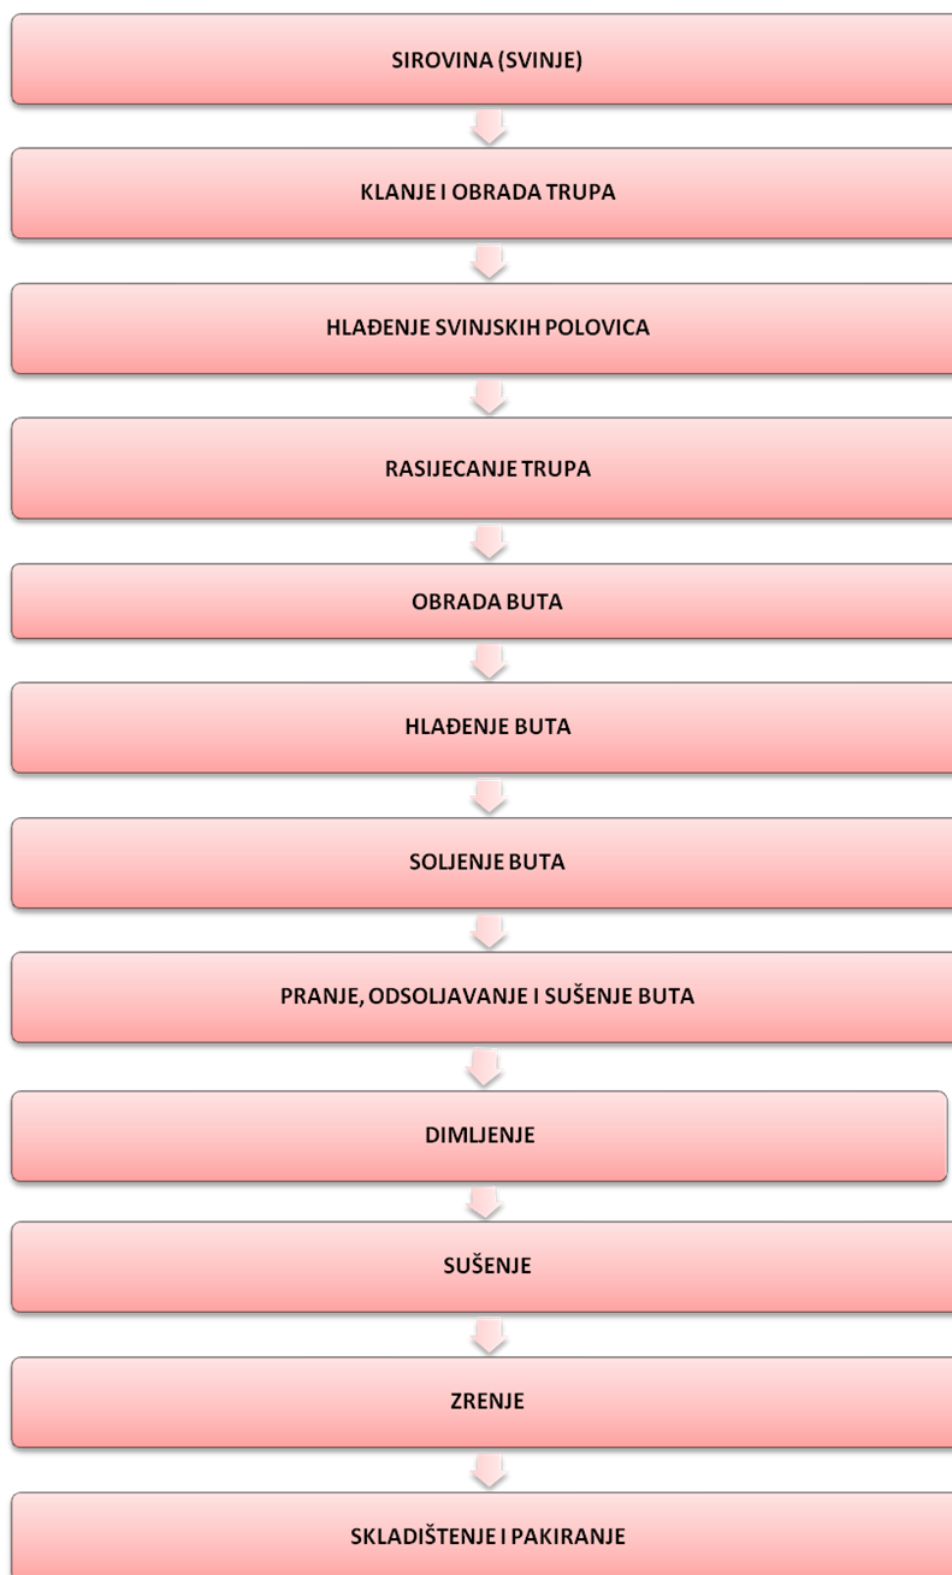 SIROVINA (SVINJE)
KLANJE I OBRADA TRUPA
HLAĐENJE SVINJSKIH POLOVICA
RASIJECANJE TRUPA
OBRADA BUTA
HLAĐENJE BUTA
SOLJENJE BUTA
PRANJE, ODSOLJAVANJE I SUŠENJE BUTA
DIMLJENJE
SUŠENJE
ZRENJE
SKLADIŠTENJE I PAKIRANJE